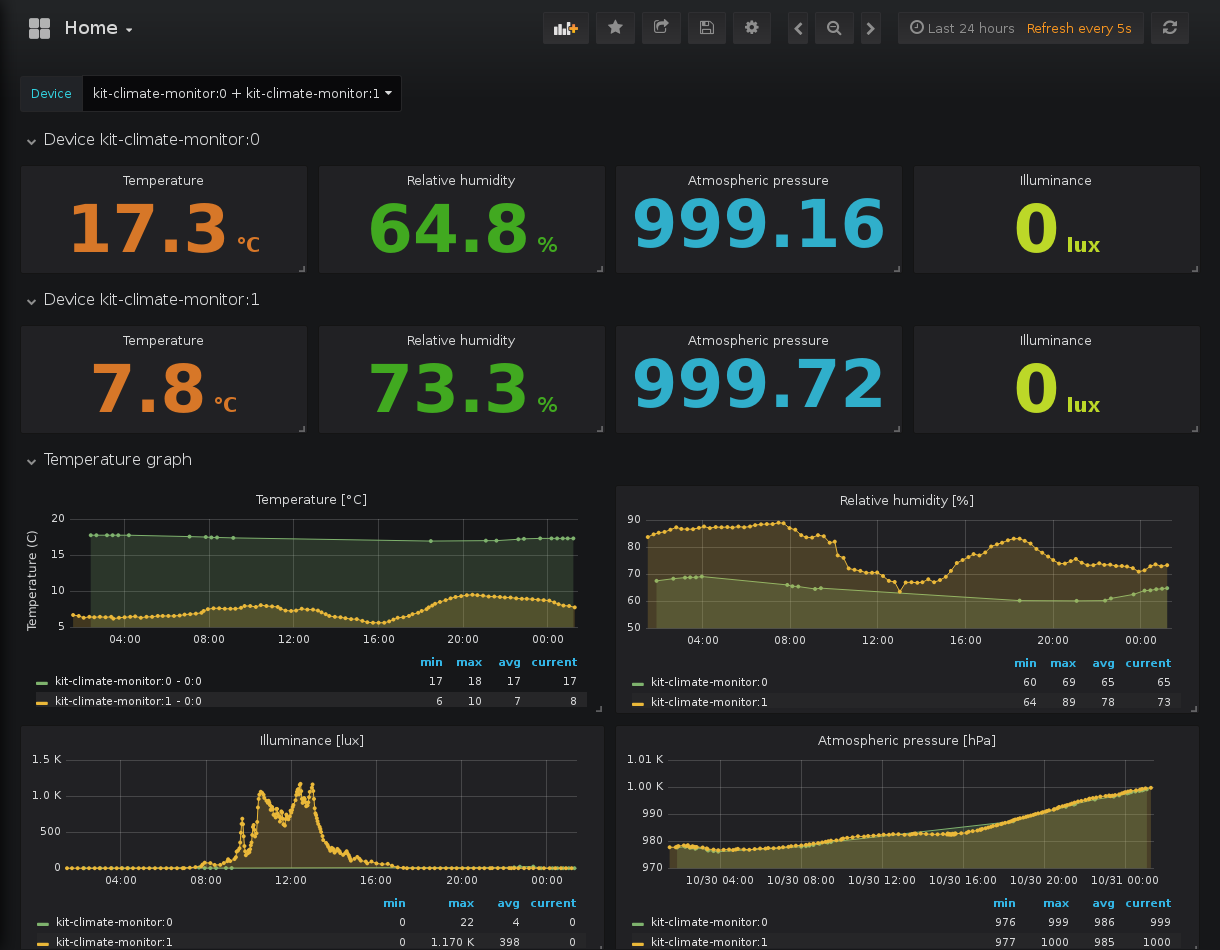 Home
Last 24 hours Refresh every 5s
Device kit-climate-monitor:0 + kit-climate-monitor:1
Device kit-climate-monitor:0
Temperature Relative humidity Atmospheric pressure Illuminance
17.3 °C 64.8 % 999.16 0 lux
Device kit-climate-monitor:1
Temperature Relative humidity Atmospheric pressure Illuminance
7.8 °C 73.3 % 999.72 0 lux
Temperature graph
Temperature [°C]
Temperature (C)
20
15
10
5
04:00 08:00 12:00 16:00 20:00 00:00
min max avg current
kit-climate-monitor:0 - 0:0 17 18 17 17
kit-climate-monitor:1 - 0:0 6 10 7 8
Relative humidity [%]
90
80
70
60
50
04:00 08:00 12:00 16:00 20:00 00:00
min max avg current
kit-climate-monitor:0 60 69 65 65
kit-climate-monitor:1 64 89 78 73
Illuminance [lux]
1.5 K
1.0 K
500
0
04:00 08:00 12:00 16:00 20:00 00:00
min max avg current
kit-climate-monitor:0 0 22 4 0
kit-climate-monitor:1 0 1.170 K 398 0
Atmospheric pressure [hPa]
1.01 K
1.00 K
990
980
970
10/30 04:00 10/30 08:00 10/30 12:00 10/30 16:00 10/30 20:00 10/31 00:00
min max avg current
kit-climate-monitor:0 976 999 986 999
kit-climate-monitor:1 977 1000 985 1000